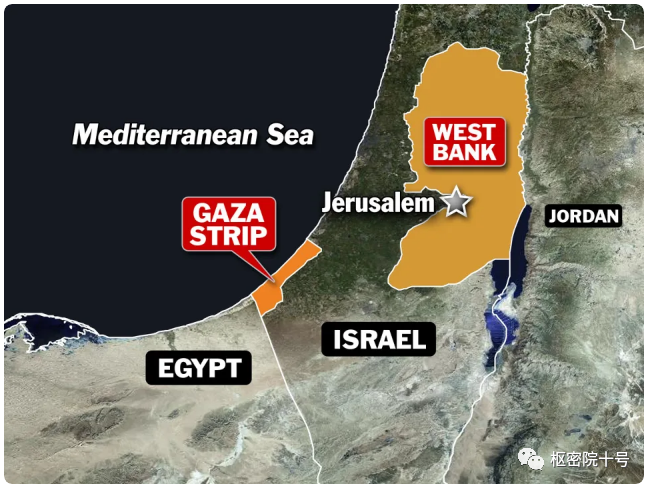 Mediterranean Sea
WEST
BANK
Jerusalem
GAZA
STRIP
JORDAN
ISRAEL
EGYPT
枢密院十号